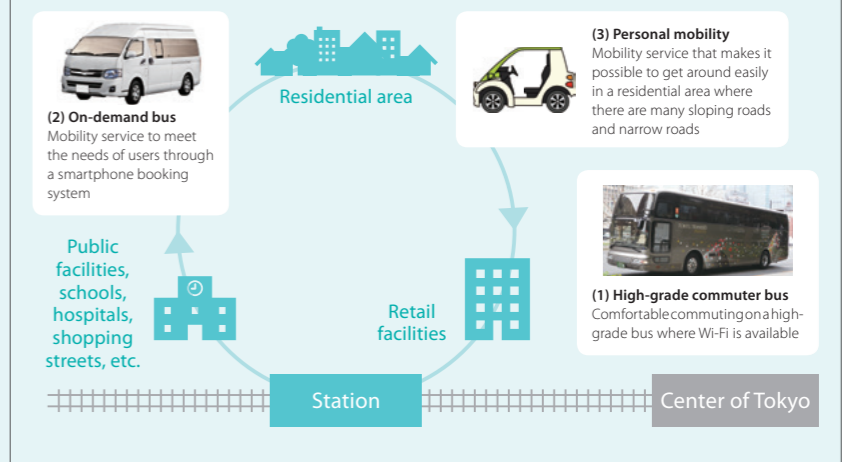 (2) On-demand bus
Mobility service to meet
the needs of users through
a smartphone booking
system
Residential area
(3) Personal mobility
Mobility service that makes it
possible to get around easily
in a residential area where
there are many sloping roads
and narrow roads
Public
facilities,
schools,
hospitals,
shopping
streets, etc.
Retail
facilities
(1) High-grade commuter bus
Comfortable commuting on a high-
grade bus where Wi-Fi is available
Station
Center of Tokyo